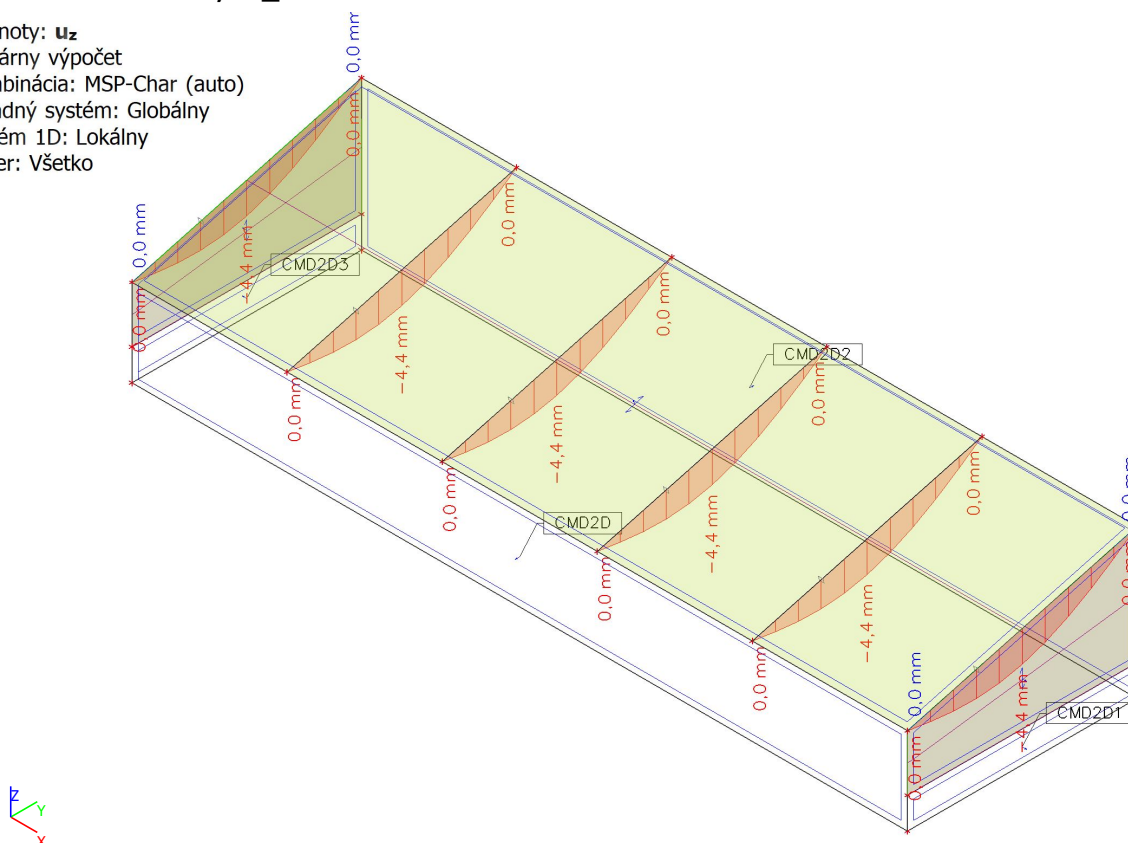 noty: uz
árny výpočet
binácia: MSP-Char (auto)
adný systém: Globálny
ém 1D: Lokálny
er: Všetko
0,0 mm
0,0 mm
0,0 mm
0,0 mm
-4,4 mm
CMD2D3
0,0 mm
0,0 mm
-4,4 mm
0,0 mm
0,0 mm
-4,4 mm
CMD2D2
0,0 mm
0,0 mm
-4,4 mm
CMD2D
0,0 mm
0,0 mm
-4,4 mm
0,0 mm
0,0 mm
0,0 mm
0,0 mm
-4,4 mm
CMD2D1
Z
Y
X